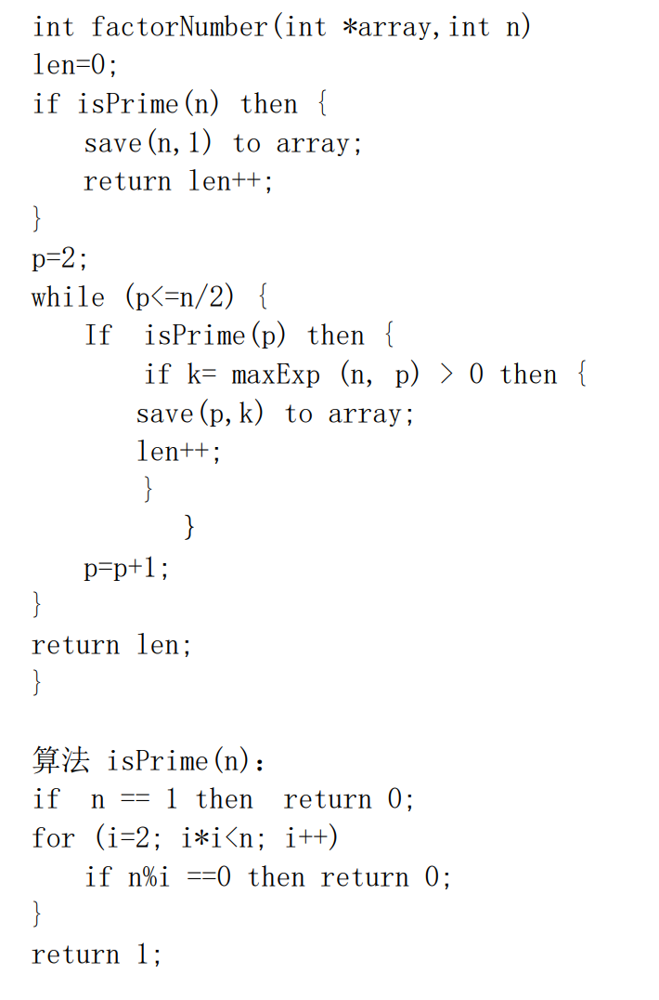 int factorNumber(int *array,int n)
len=0;
if isPrime(n) then {
save(n,1) to array;
return len++;
}
p=2;
while (p<=n/2) {
If  isPrime(p) then {
if k= maxExp (n, p) > 0 then {
save(p,k) to array;
len++;
}
}
p=p+1;
}
return len;
}
算法 isPrime(n):
if  n == 1 then  return 0;
for (i=2; i*i<n; i++)
if n%i ==0 then return 0;
}
return 1;